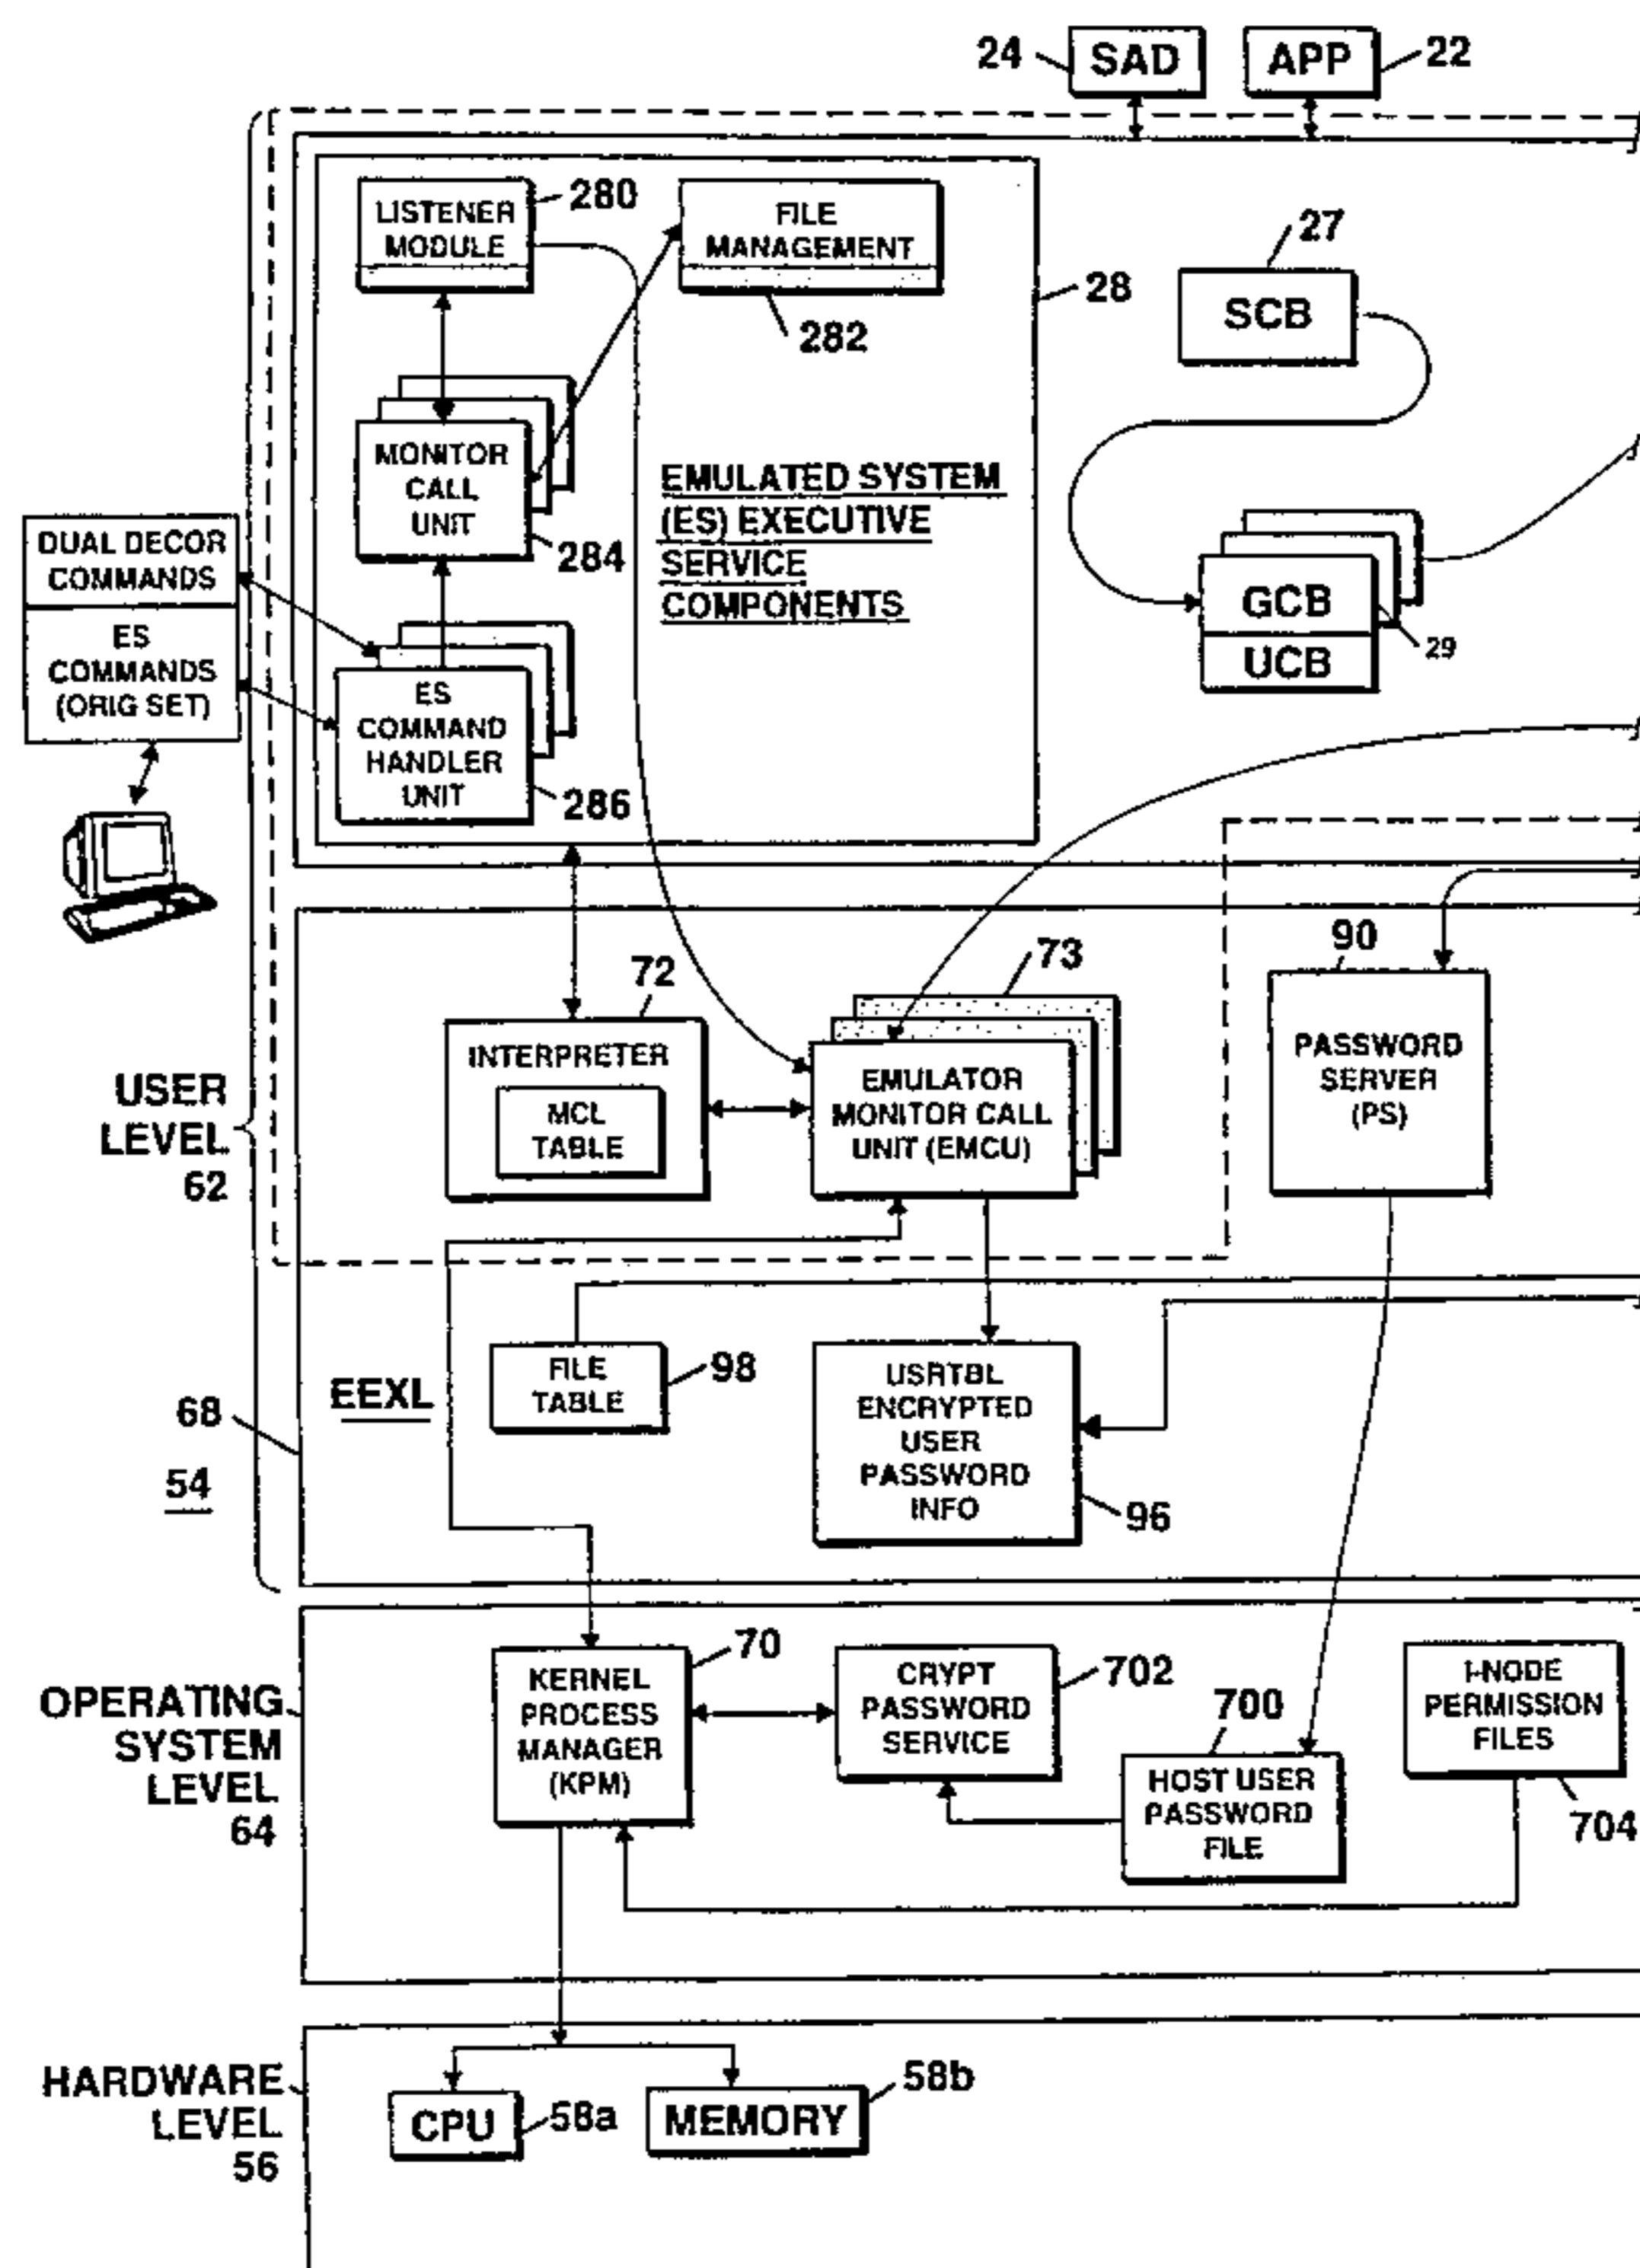 24
SAD
APP
22
LISTENER
MODULE
280
FILE
MANAGEMENT
282
28
27
SCB
MONITOR
CALL
UNIT
284
EMULATED SYSTEM
(ES) EXECUTIVE
SERVICE
COMPONENTS
DUAL DECOR
COMMANDS
ES
COMMANDS
(ORIG SET)
GCB
UCB
29
ES
COMMAND
HANDLER
UNIT
286
USER
LEVEL
62
72
INTERPRETER
MCL
TABLE
73
EMULATOR
MONITOR CALL
UNIT (EMCU)
90
PASSWORD
SERVER
(PS)
68
54
EEXL
FILE
TABLE
98
USRTBL
ENCRYPTED
USER
PASSWORD
INFO
96
OPERATING
SYSTEM
LEVEL
64
KERNEL
PROCESS
MANAGER
(KPM)
70
CRYPT
PASSWORD
SERVICE
702
700
HOST USER
PASSWORD
FILE
I-NODE
PERMISSION
FILES
704
HARDWARE
LEVEL
56
CPU
58a
MEMORY
58b